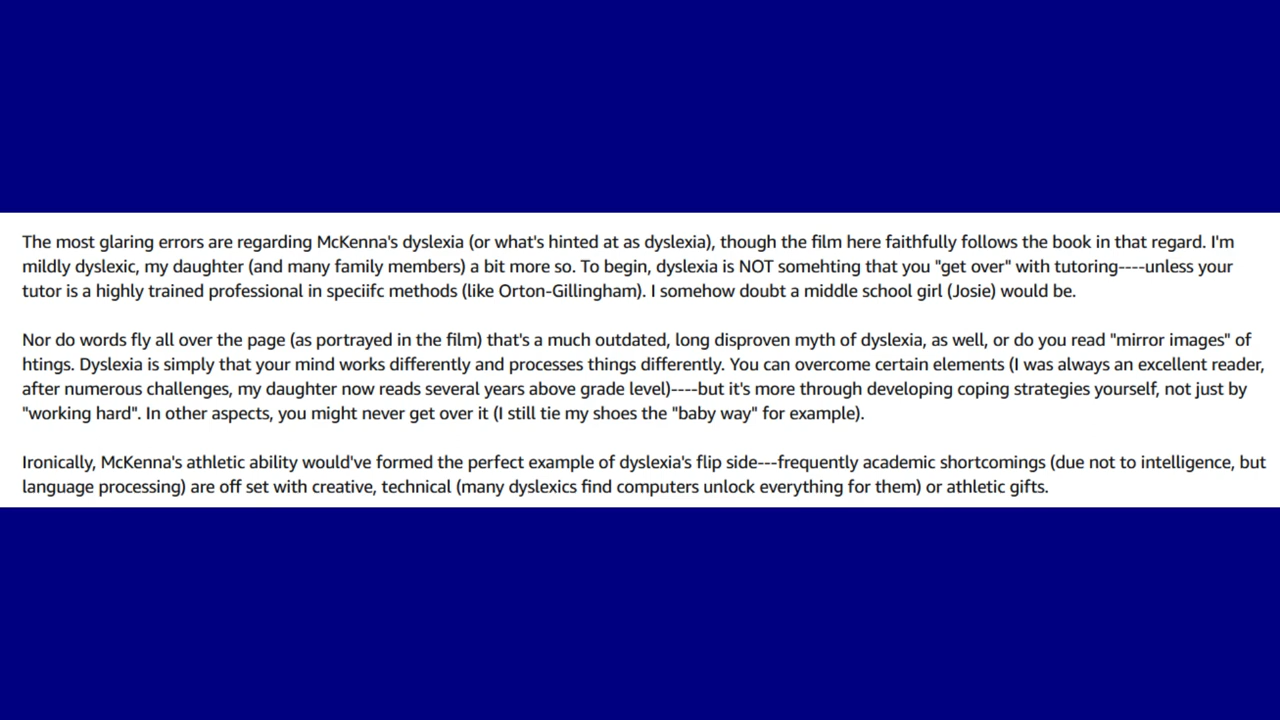 The most glaring errors are regarding McKenna's dyslexia (or what's hinted at as dyslexia), though the film here faithfully follows the book in that regard. I'm
mildly dyslexic, my daughter (and many family members) a bit more so. To begin, dyslexia is NOT somehting that you "get over" with tutoring----unless your
tutor is a highly trained professional in speciifc methods (like Orton-Gillingham). I somehow doubt a middle school girl (Josie) would be.

Nor do words fly all over the page (as portrayed in the film) that's a much outdated, long disproven myth of dyslexia, as well, or do you read "mirror images" of
htings. Dyslexia is simply that your mind works differently and processes things differently. You can overcome certain elements (I was always an excellent reader,
after numerous challenges, my daughter now reads several years above grade level)----but it's more through developing coping strategies yourself, not just by
"working hard". In other aspects, you might never get over it (I still tie my shoes the "baby way" for example).

Ironically, McKenna's athletic ability would've formed the perfect example of dyslexia's flip side---frequently academic shortcomings (due not to intelligence, but
language processing) are off set with creative, technical (many dyslexics find computers unlock everything for them) or athletic gifts.